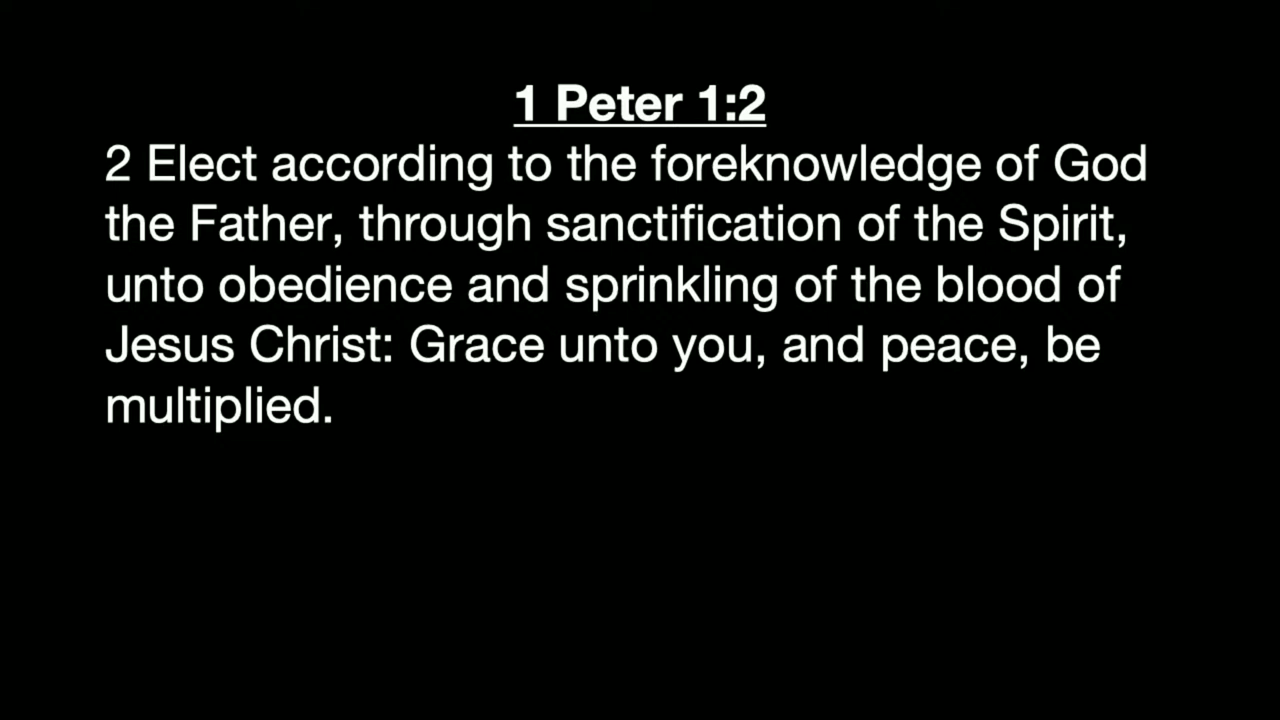 1 Peter 1:2
2 Elect according to the foreknowledge of God
the Father, through sanctification of the Spirit,
unto obedience and sprinkling of the blood of
Jesus Christ: Grace unto you, and peace, be
multiplied.